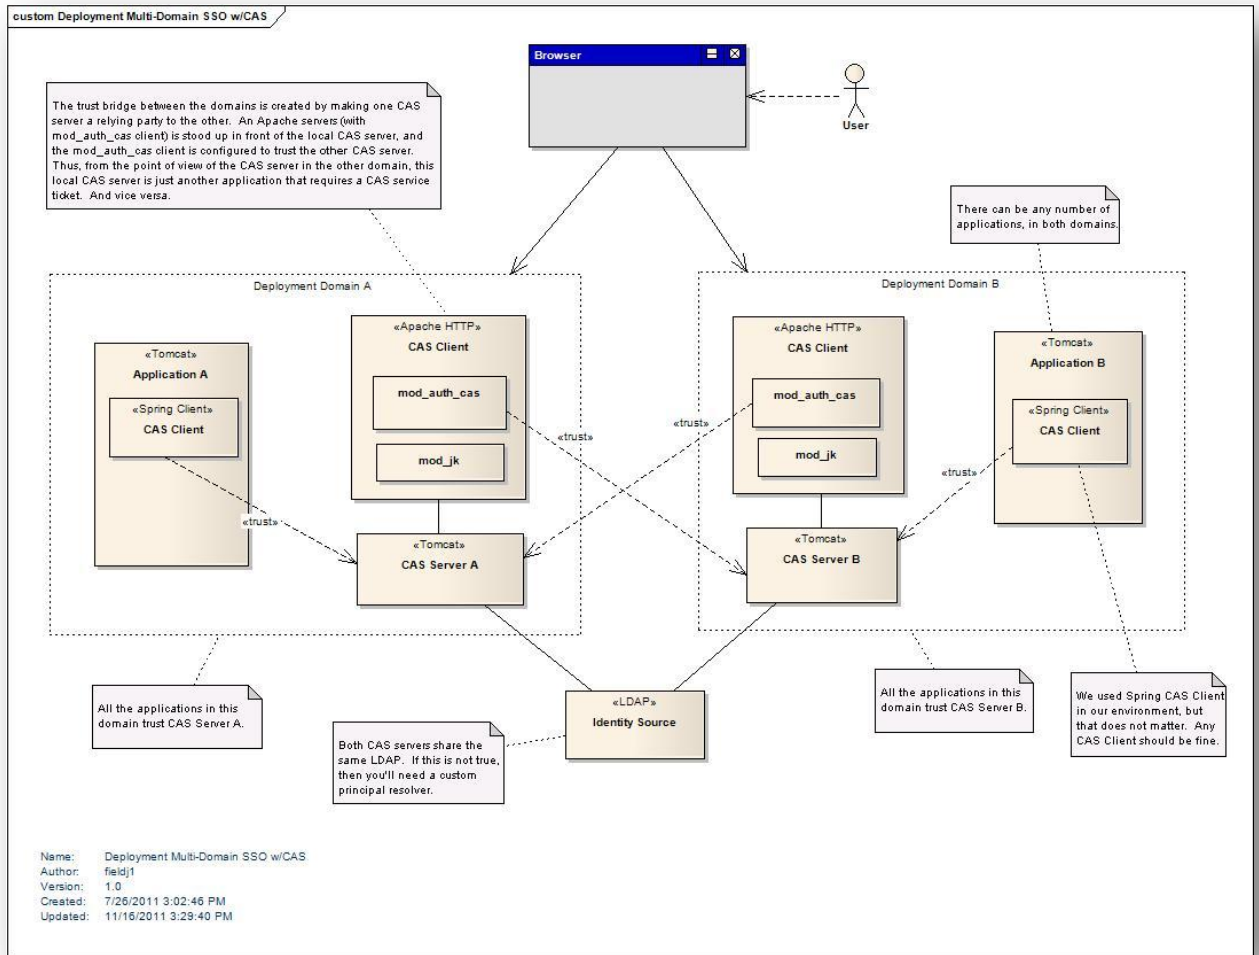 custom Deployment Multi-Domain SSO w/CAS
Browser
User
The trust bridge between the domains is created by making one CAS
server a relying party to the other. An Apache servers (with
mod_auth_cas client) is stood up in front of the local CAS server, and
the mod_auth_cas client is configured to trust the other CAS server.
Thus, from the point of view of the CAS server in the other domain, this
local CAS server is just another application that requires a CAS service
ticket. And vice versa.
There can be any number of
applications, in both domains.
Deployment Domain A
«Tomcat»
Application A
«Spring Client»
CAS Client
«Apache HTTP»
CAS Client
mod_auth_cas
mod_jk
«trust»
«trust»
«Tomcat»
CAS Server A
Deployment Domain B
«Apache HTTP»
CAS Client
mod_auth_cas
mod_jk
«trust»
«Tomcat»
Application B
«Spring Client»
CAS Client
«trust»
«Tomcat»
CAS Server B
All the applications in this
domain trust CAS Server A.
Both CAS servers share the
same LDAP. If this is not true,
then you'll need a custom
principal resolver.
«LDAP»
Identity Source
All the applications in this
domain trust CAS Server B.
We used Spring CAS Client
in our environment, but
that does not matter. Any
CAS Client should be fine.
Name: Deployment Multi-Domain SSO w/CAS
Author: fieldj1
Version: 1.0
Created: 7/26/2011 3:02:46 PM
Updated: 11/16/2011 3:29:40 PM